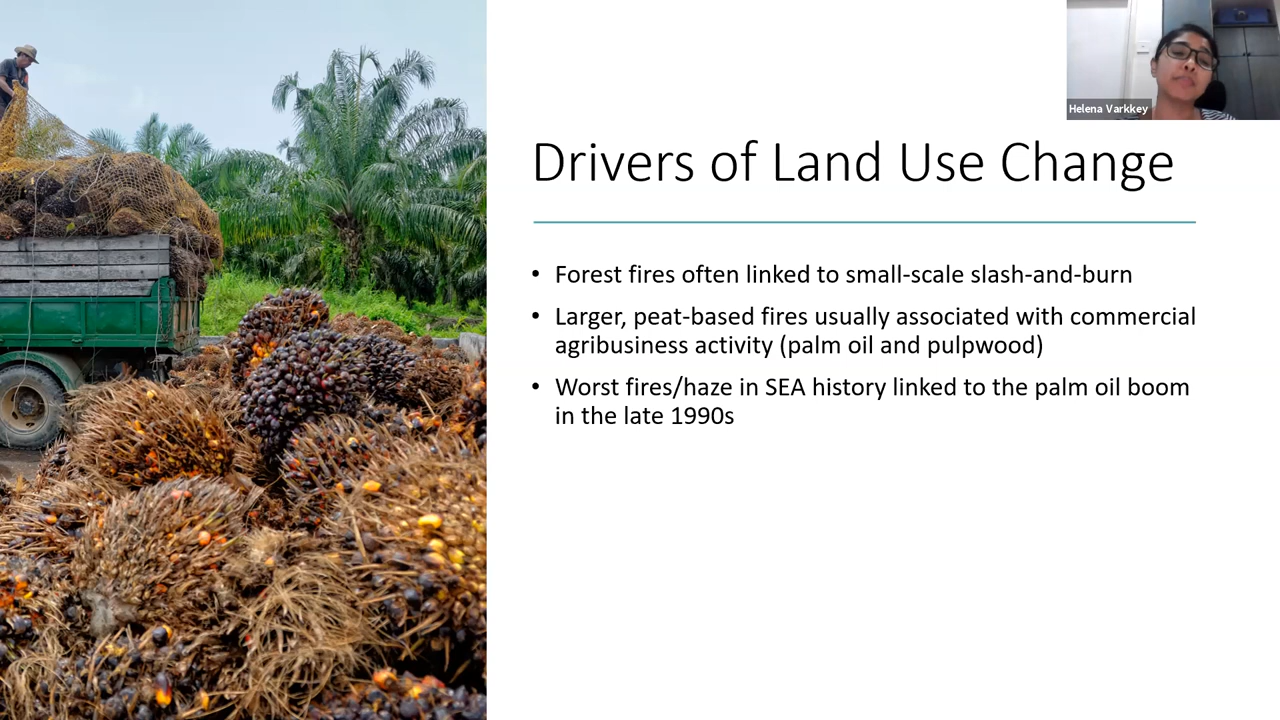 Helena Varkkey
Drivers of Land Use Change
• Forest fires often linked to small-scale slash-and-burn
• Larger, peat-based fires usually associated with commercial
agribusiness activity (palm oil and pulpwood)
• Worst fires/haze in SEA history linked to the palm oil boom
in the late 1990s